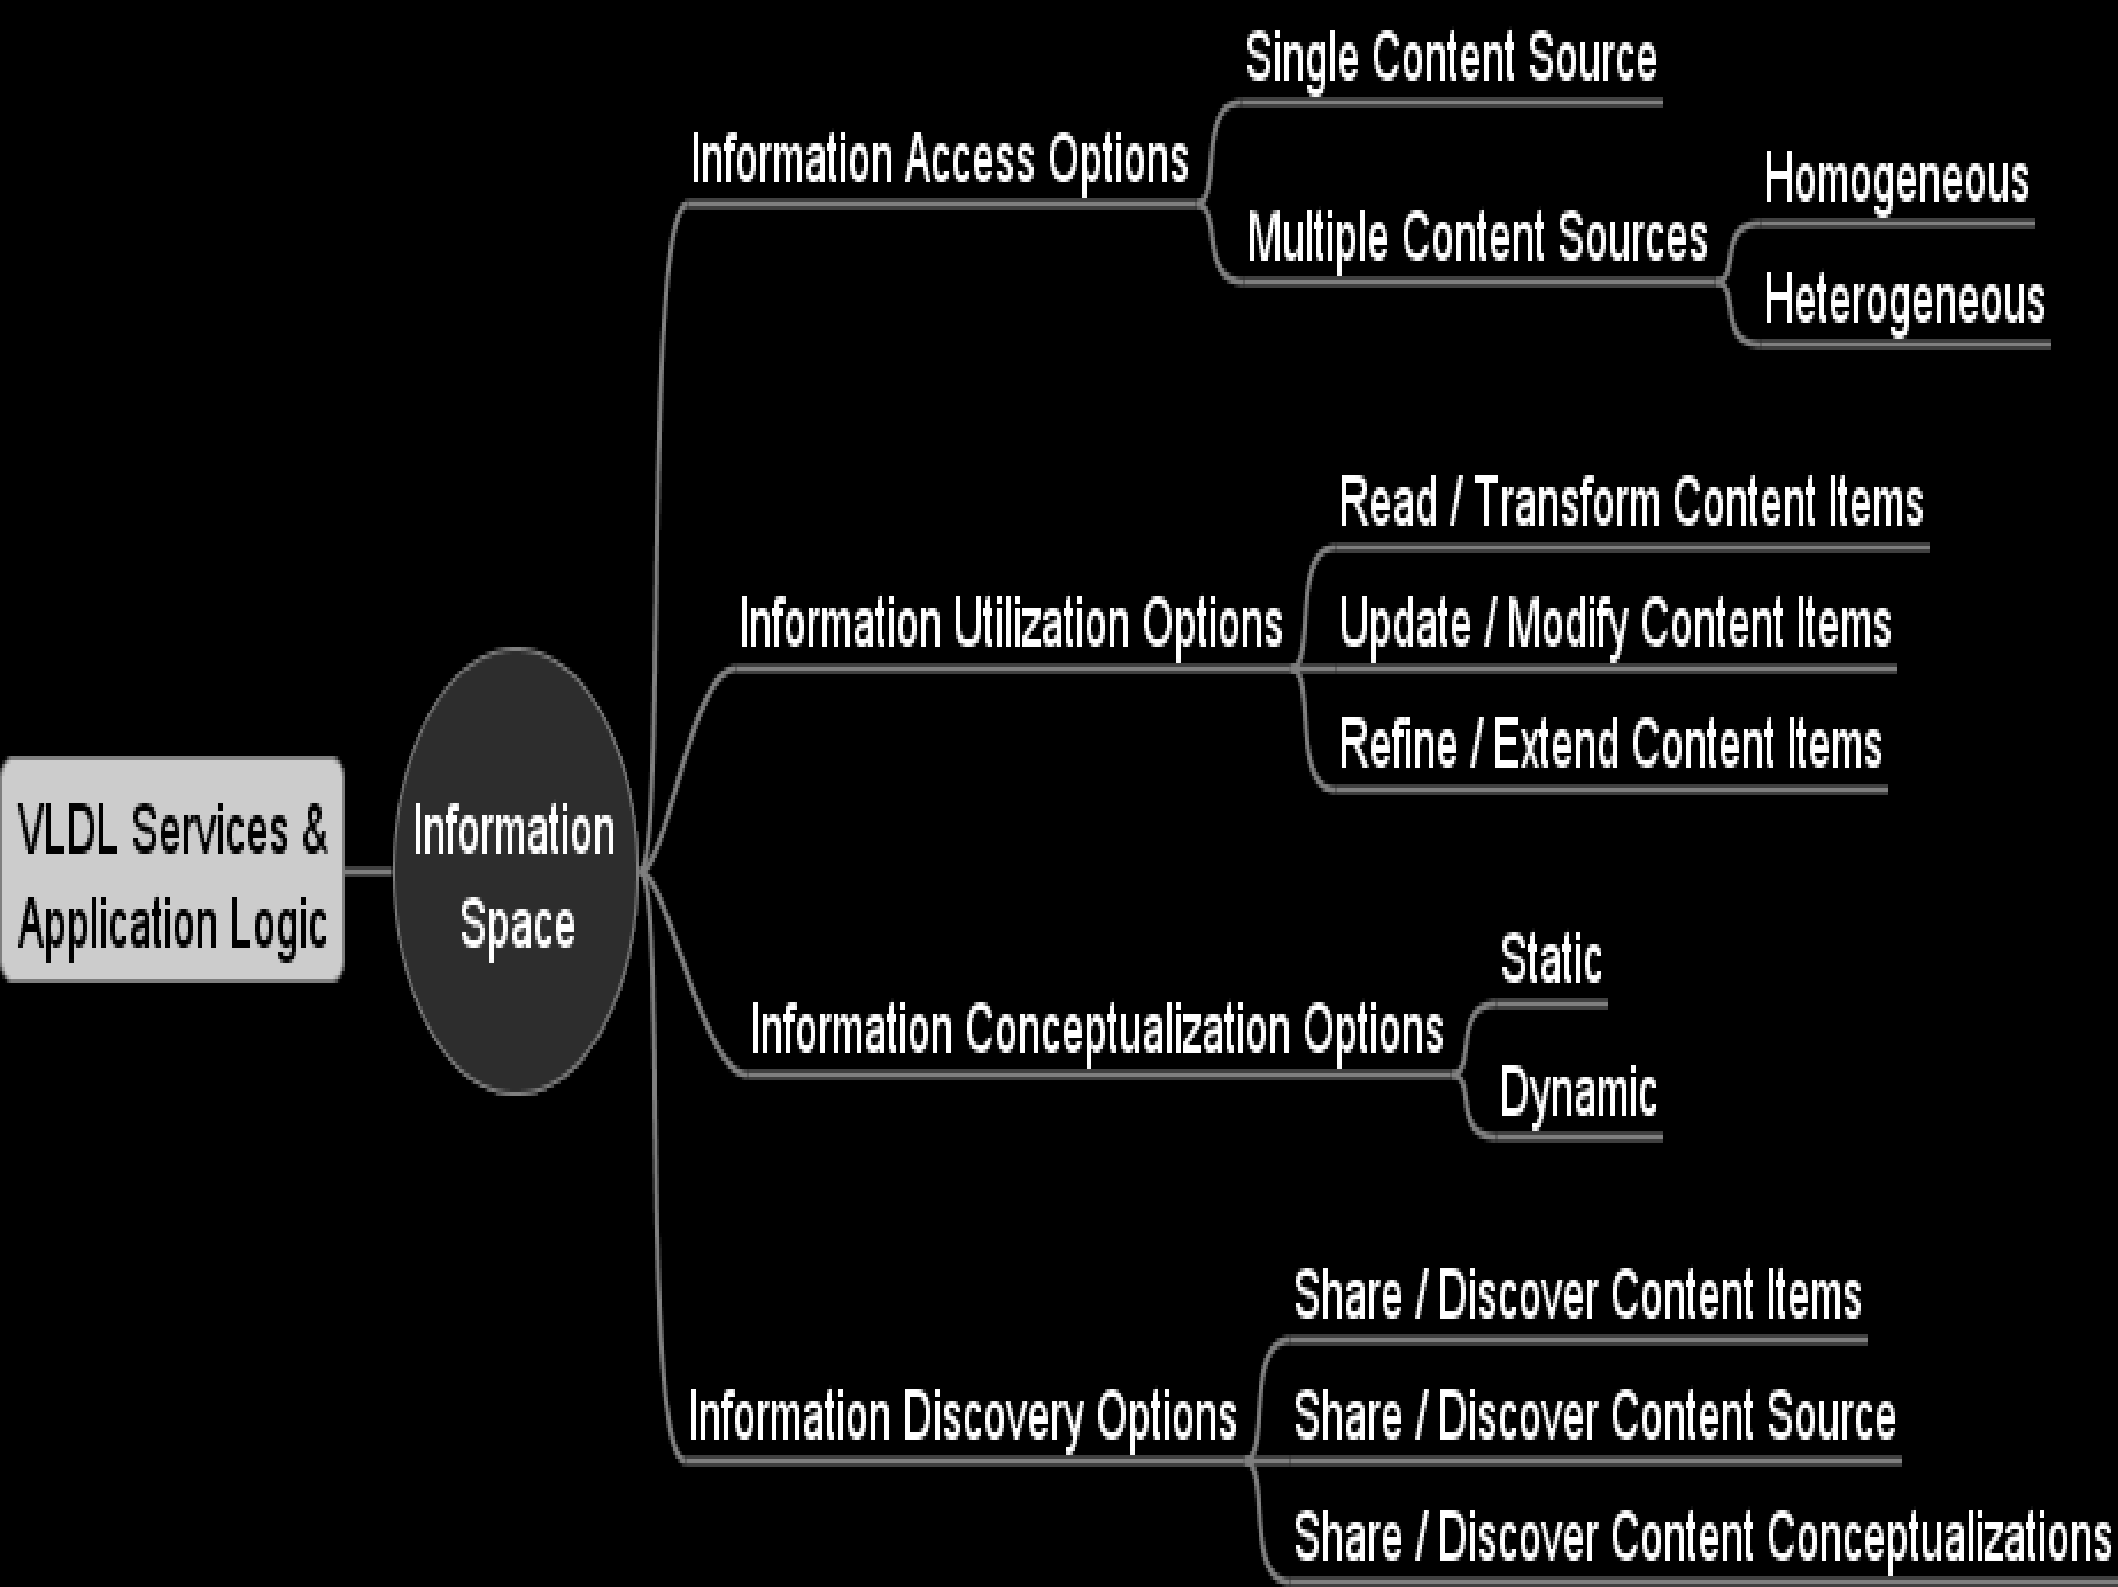 VLDL Services &
Application Logic
Information
Space
Information Access Options
Single Content Source
Multiple Content Sources
Homogeneous
Heterogeneous
Information Utilization Options
Read / Transform Content Items
Update / Modify Content Items
Refine / Extend Content Items
Information Conceptualization Options
Static
Dynamic
Information Discovery Options
Share / Discover Content Items
Share / Discover Content Source
Share / Discover Content Conceptualizations